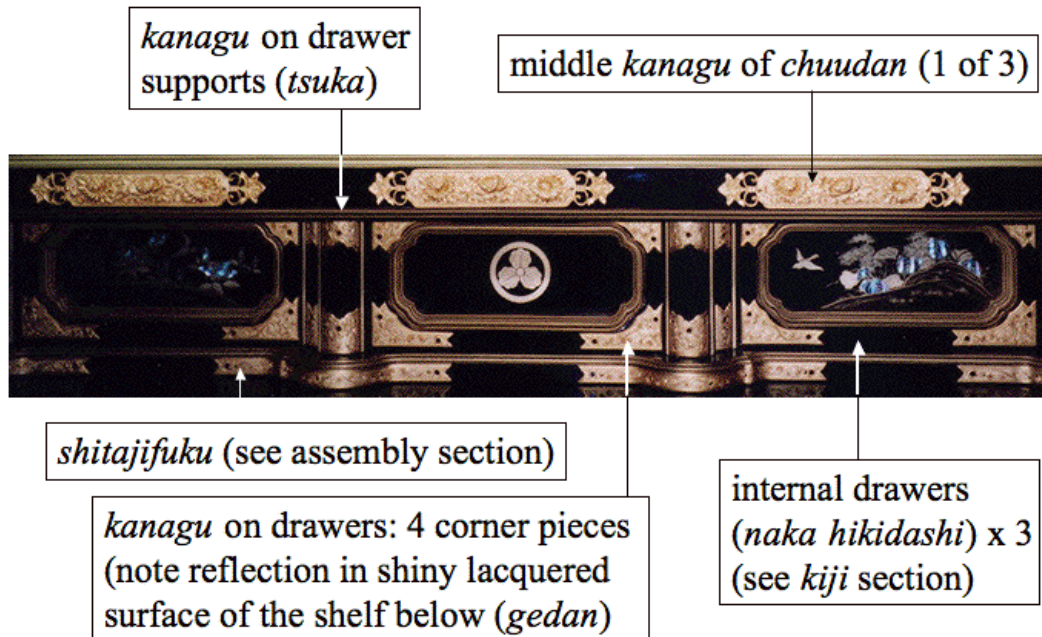 kanagu on drawer
supports (tsuka)
middle kanagu of chuudan (1 of 3)
shitajifuku (see assembly section)
kanagu on drawers: 4 corner pieces
(note reflection in shiny lacquered
surface of the shelf below (gedan)
internal drawers
(naka hikidashi) x 3
(see kiji section)